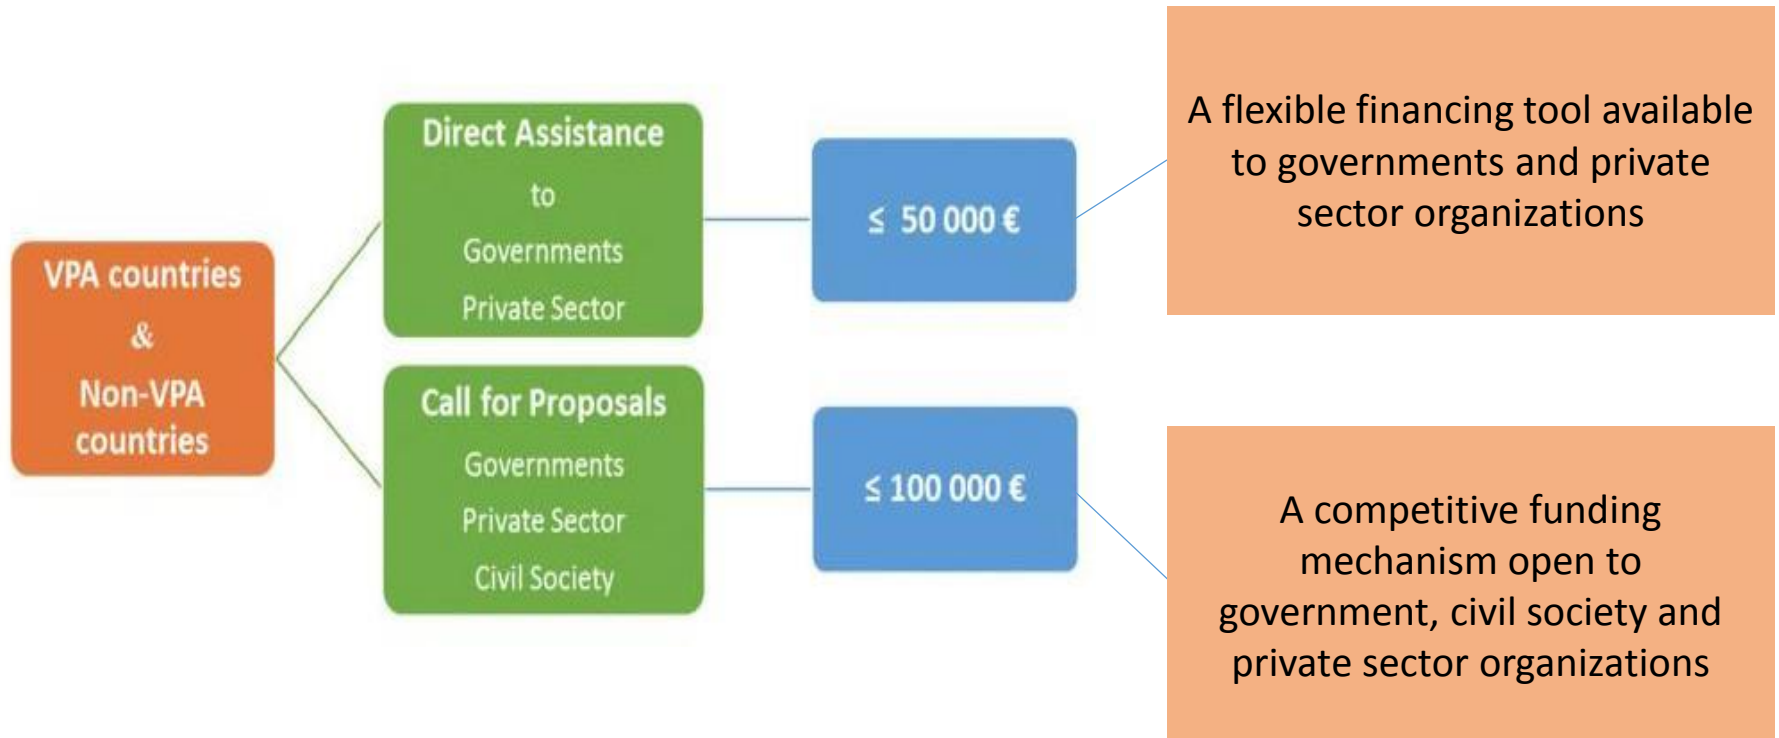 VPA countries
&
Non-VPA
countries
Direct Assistance
to
Governments
Private Sector
≤ 50 000 €
A flexible financing tool available
to governments and private
sector organizations
Call for Proposals
Governments
Private Sector
Civil Society
≤ 100 000 €
A competitive funding
mechanism open to
government, civil society and
private sector organizations